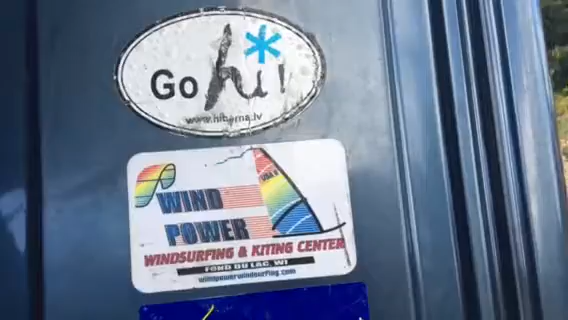 Go hi!
www.hiberna.lv
WIND
POWER
WINDSURFING & KITING CENTER
FOND DU LAC, WI
windpowerwindsurfing.com